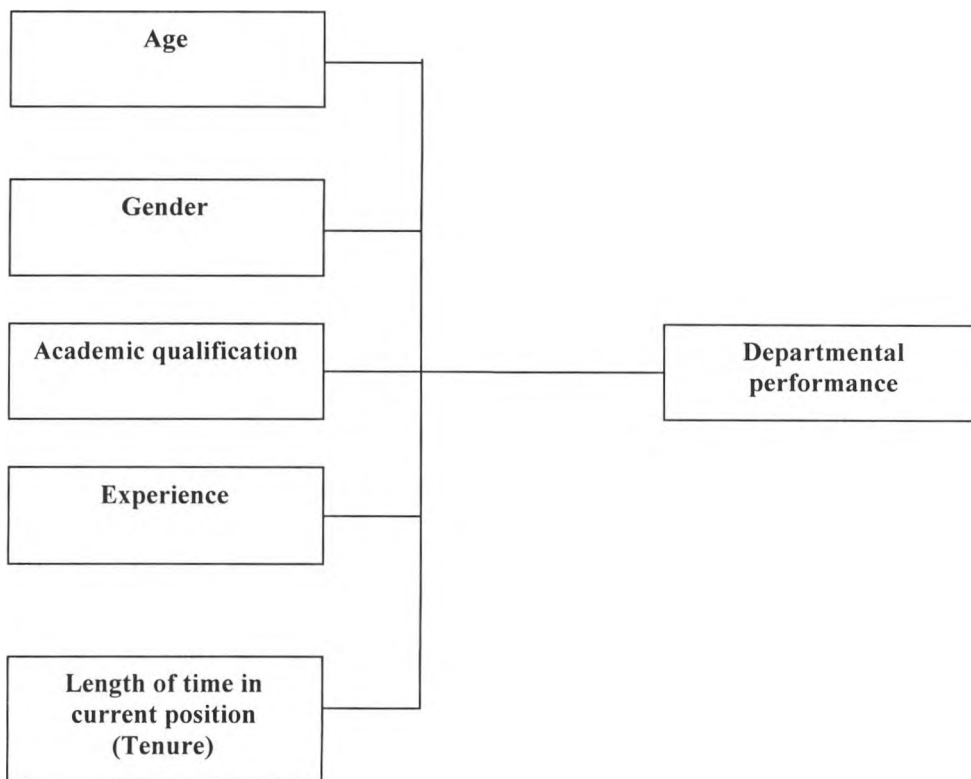 Age
Gender
Academic qualification
Experience
Length of time in
current position
(Tenure)
Departmental
performance